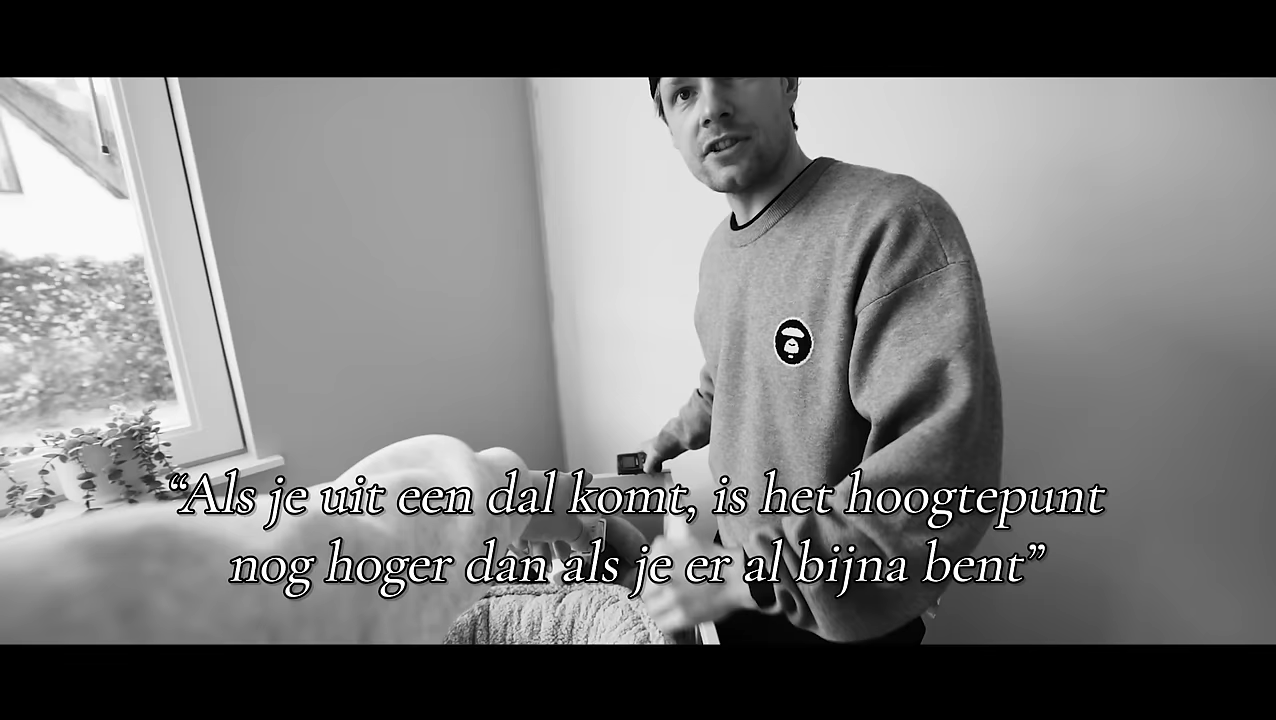 “Als je uit een dal komt, is het hoogtepunt
nog hoger dan als je er al bijna bent”